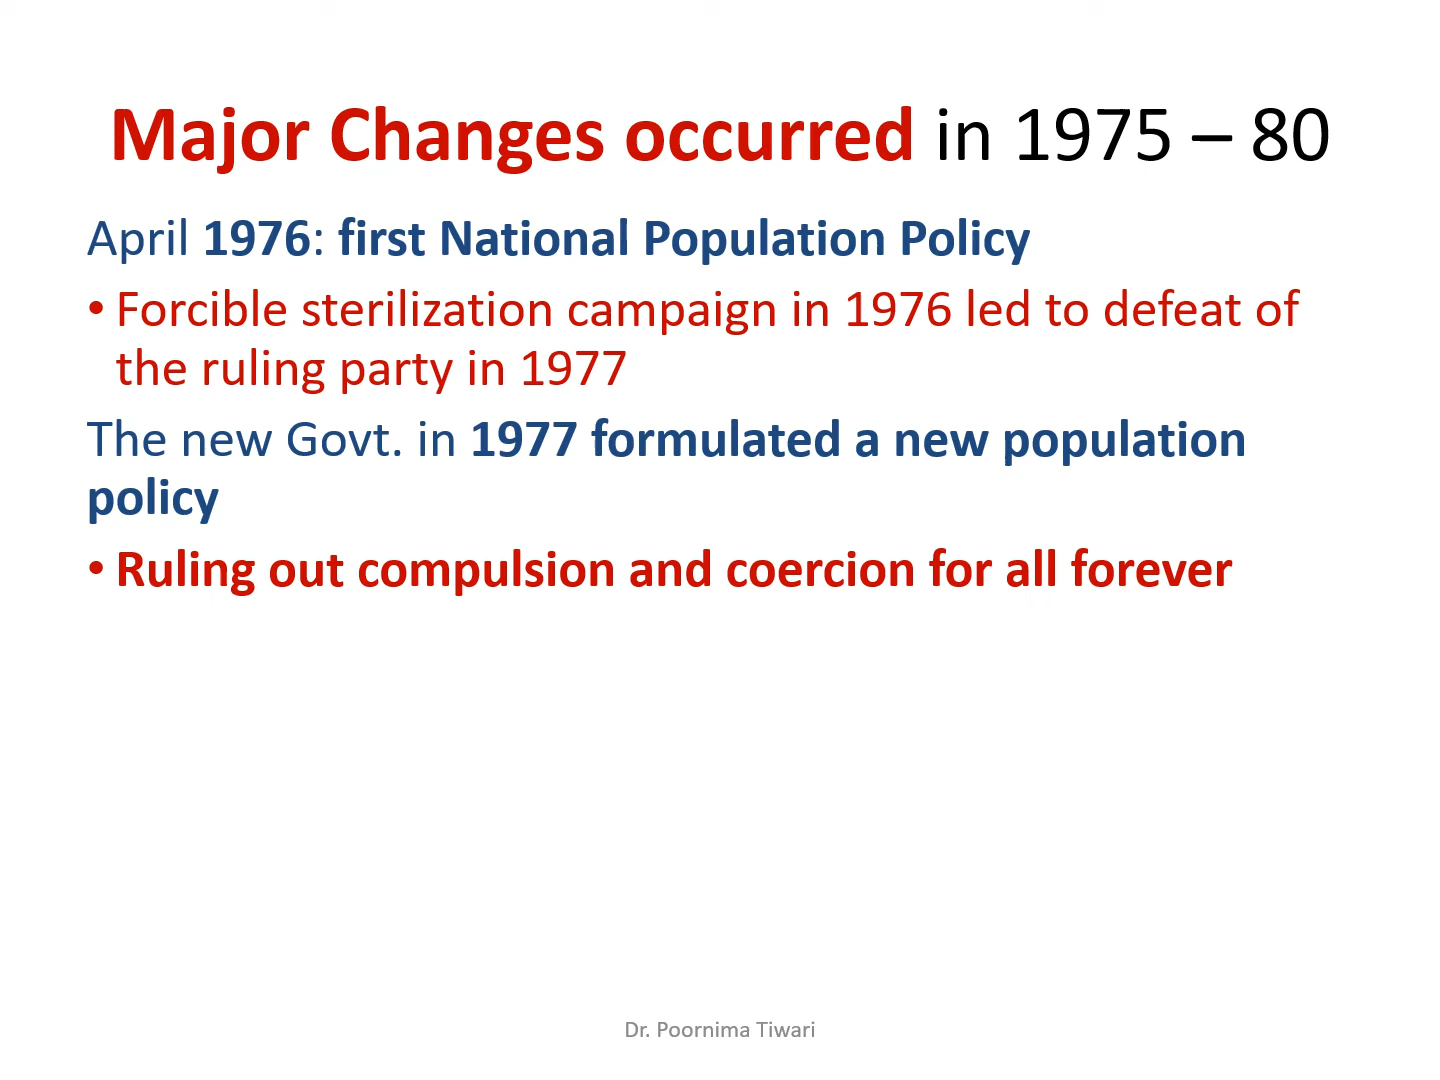 Major Changes occurred in 1975 – 80
April 1976: first National Population Policy
• Forcible sterilization campaign in 1976 led to defeat of
the ruling party in 1977
The new Govt. in 1977 formulated a new population
policy
• Ruling out compulsion and coercion for all forever
Dr. Poornima Tiwari